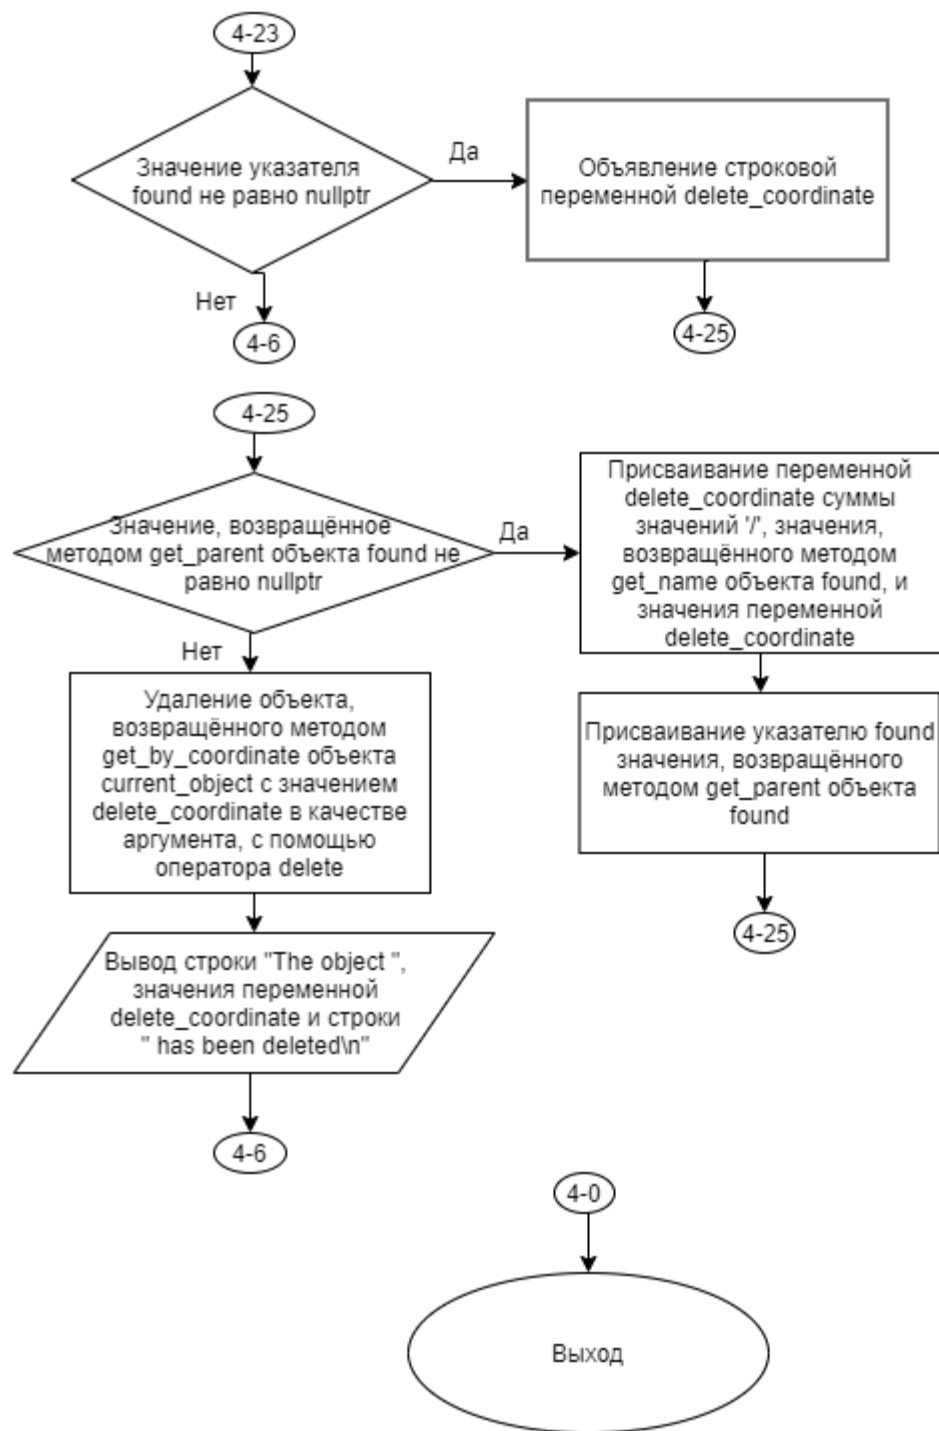 4-23
Значение указателя
found не равно nullptr
Да
Объявление строковой
переменной delete_coordinate
Нет
4-6
4-25
4-25
Значение, возвращённое
методом get_parent объекта found не
равно nullptr
Да
Присваивание переменной
delete_coordinate суммы
значений '/', значения,
возвращённого методом
get_name объекта found, и
значения переменной
delete_coordinate
Нет
Удаление объекта,
возвращённого методом
get_by_coordinate объекта
current_object с значением
delete_coordinate в качестве
аргумента, с помощью
оператора delete
Присваивание указателю found
значения, возвращённого
методом get_parent объекта
found
4-25
Вывод строки "The object ",
значения переменной
delete_coordinate и строки
" has been deleted\n"
4-6
4-0
Выход